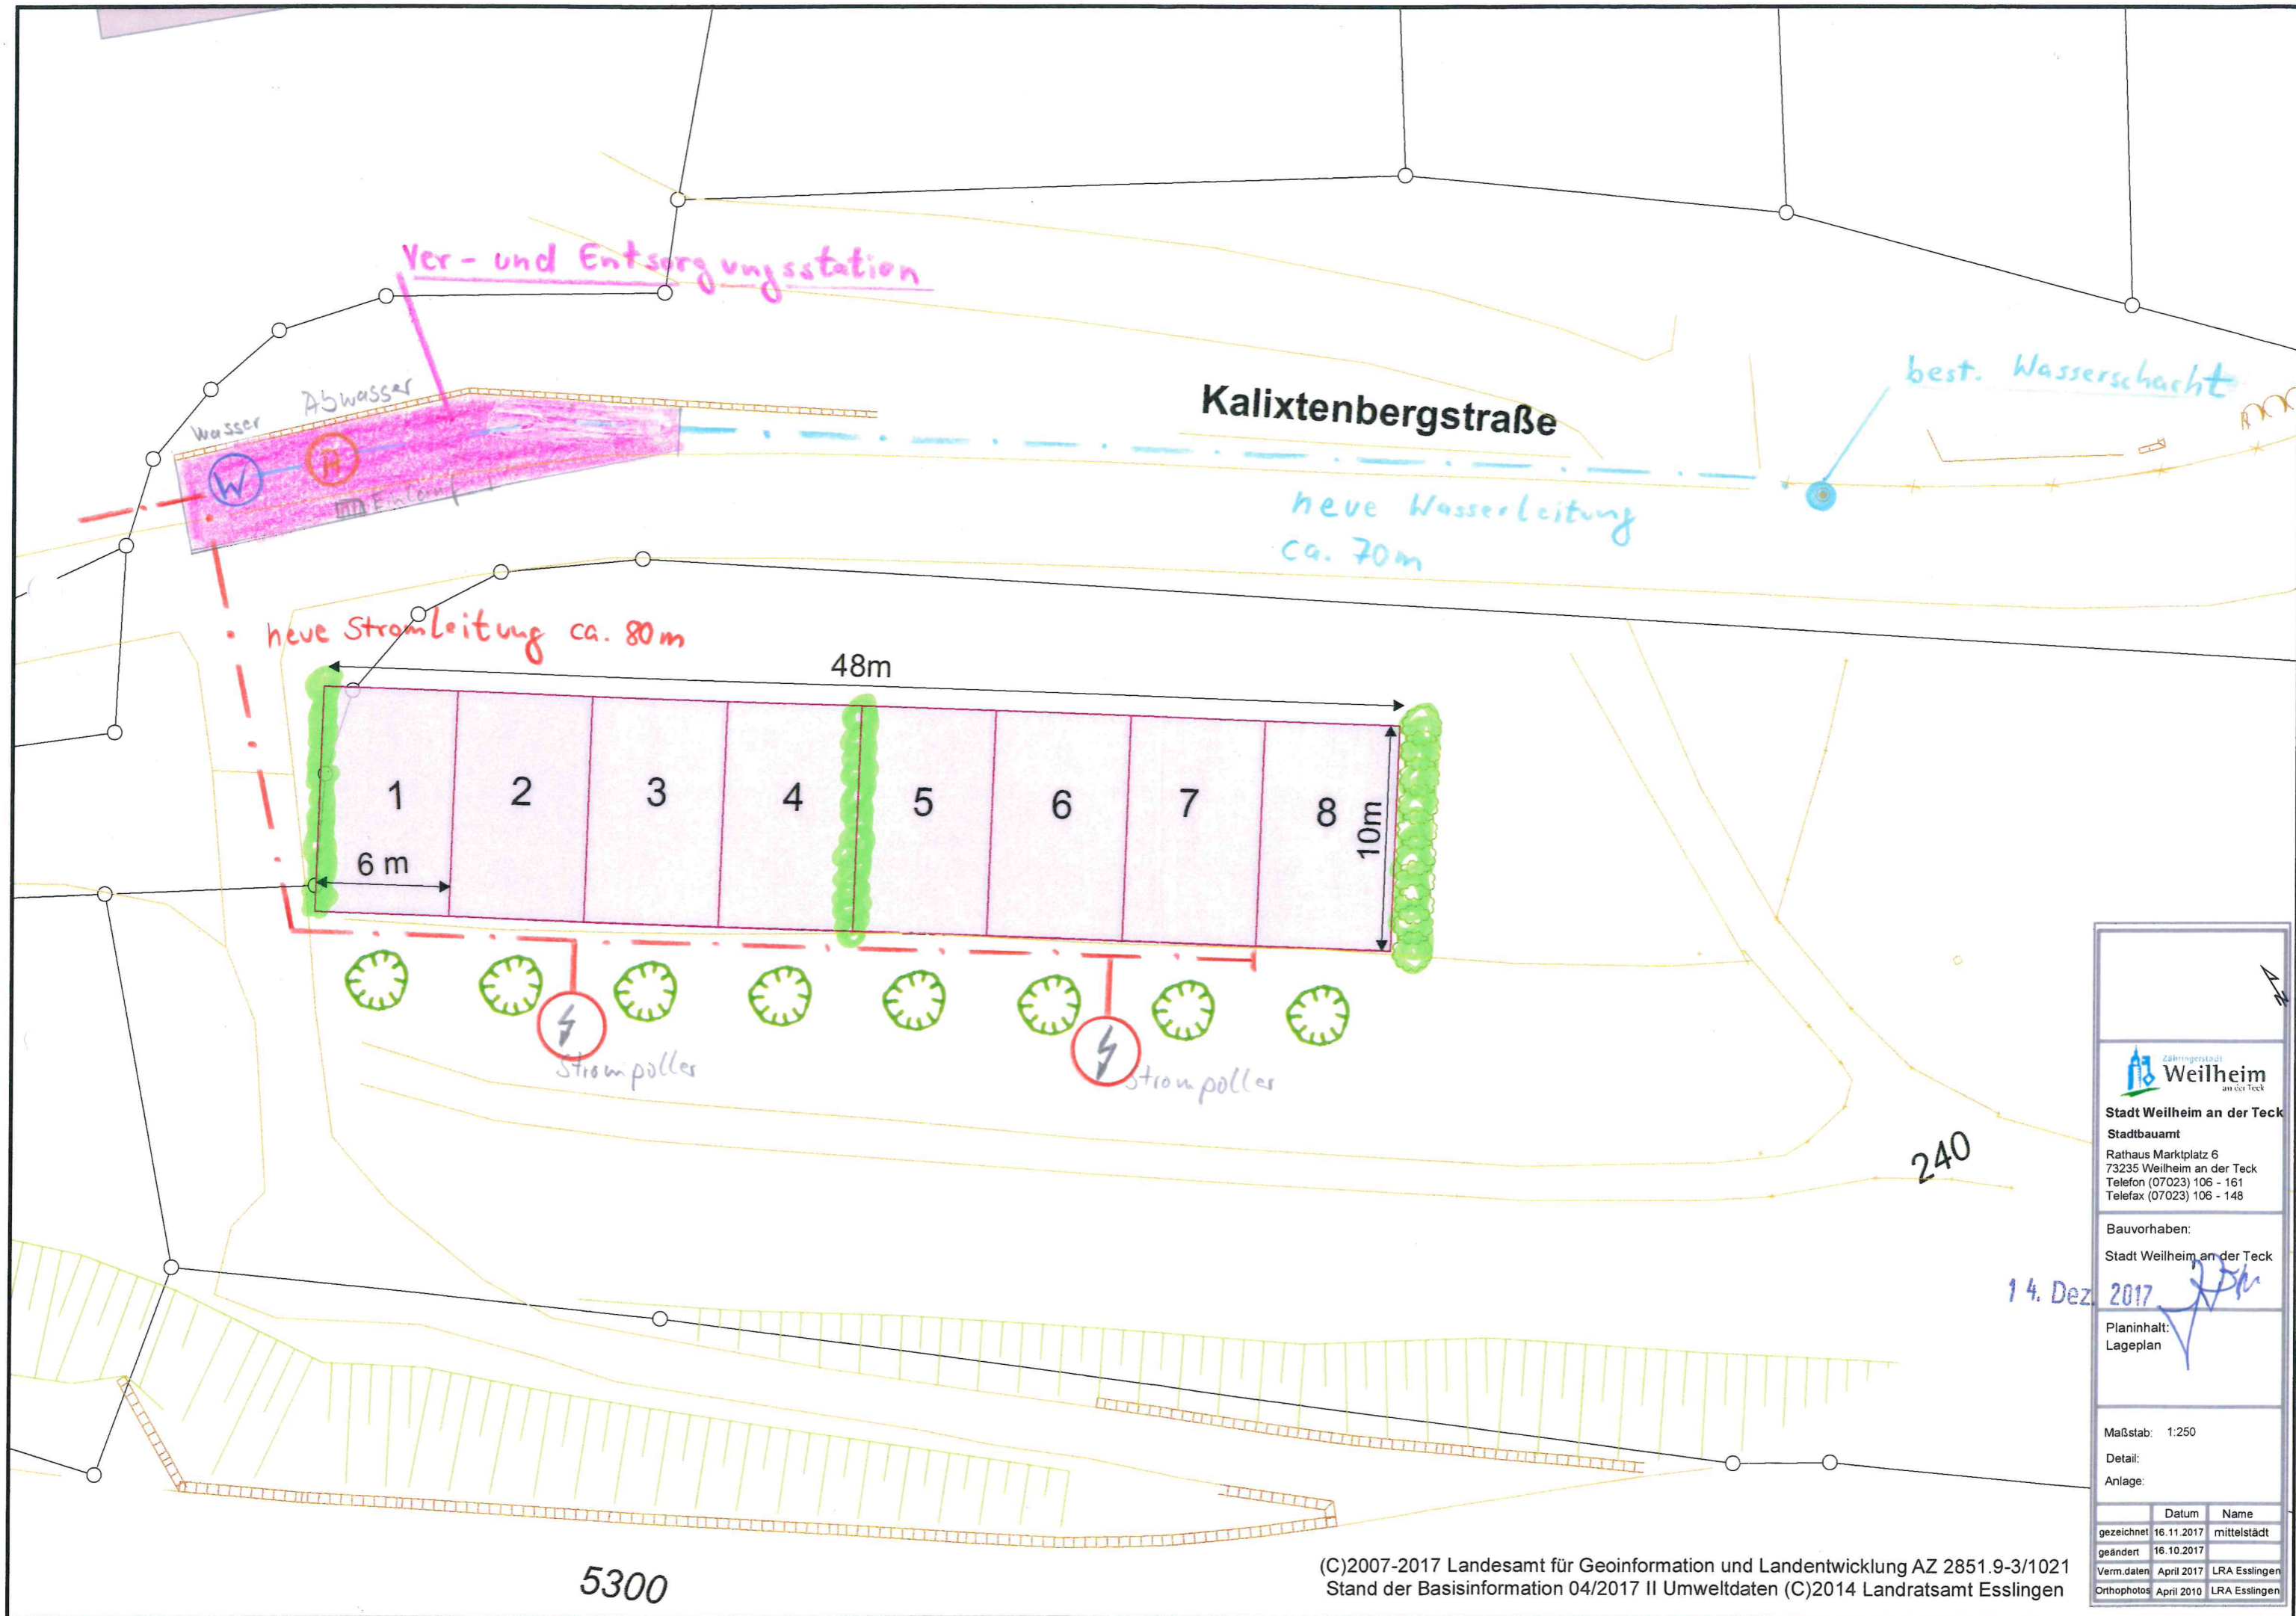 Ver- und Entsorgungsstation
best. Wasserschacht
Kalixtenbergstraße
Abwasser
Wasser
W
A
Einlauf
neue Wasserleitung
ca. 70m
neue Stromleitung ca. 80m
48m
1 2 3 4 5 6 7 8
10m
6 m
Strompoller
Strompoller
240
5300
(C)2007-2017 Landesamt für Geoinformation und Landentwicklung AZ 2851.9-3/1021
Stand der Basisinformation 04/2017 II Umweltdaten (C)2014 Landratsamt Esslingen
N
Zähringerstadt
Weilheim
an der Teck
Stadt Weilheim an der Teck
Stadtbauamt
Rathaus Marktplatz 6
73235 Weilheim an der Teck
Telefon (07023) 106 - 161
Telefax (07023) 106 - 148
Bauvorhaben:
Stadt Weilheim an der Teck
14. Dez. 2017
Planinhalt:
Lageplan
Maßstab: 1:250
Detail:
Anlage:
Datum Name
gezeichnet 16.11.2017 mittelstädt
geändert 16.10.2017
Verm.daten April 2017 LRA Esslingen
Orthophotos April 2010 LRA Esslingen